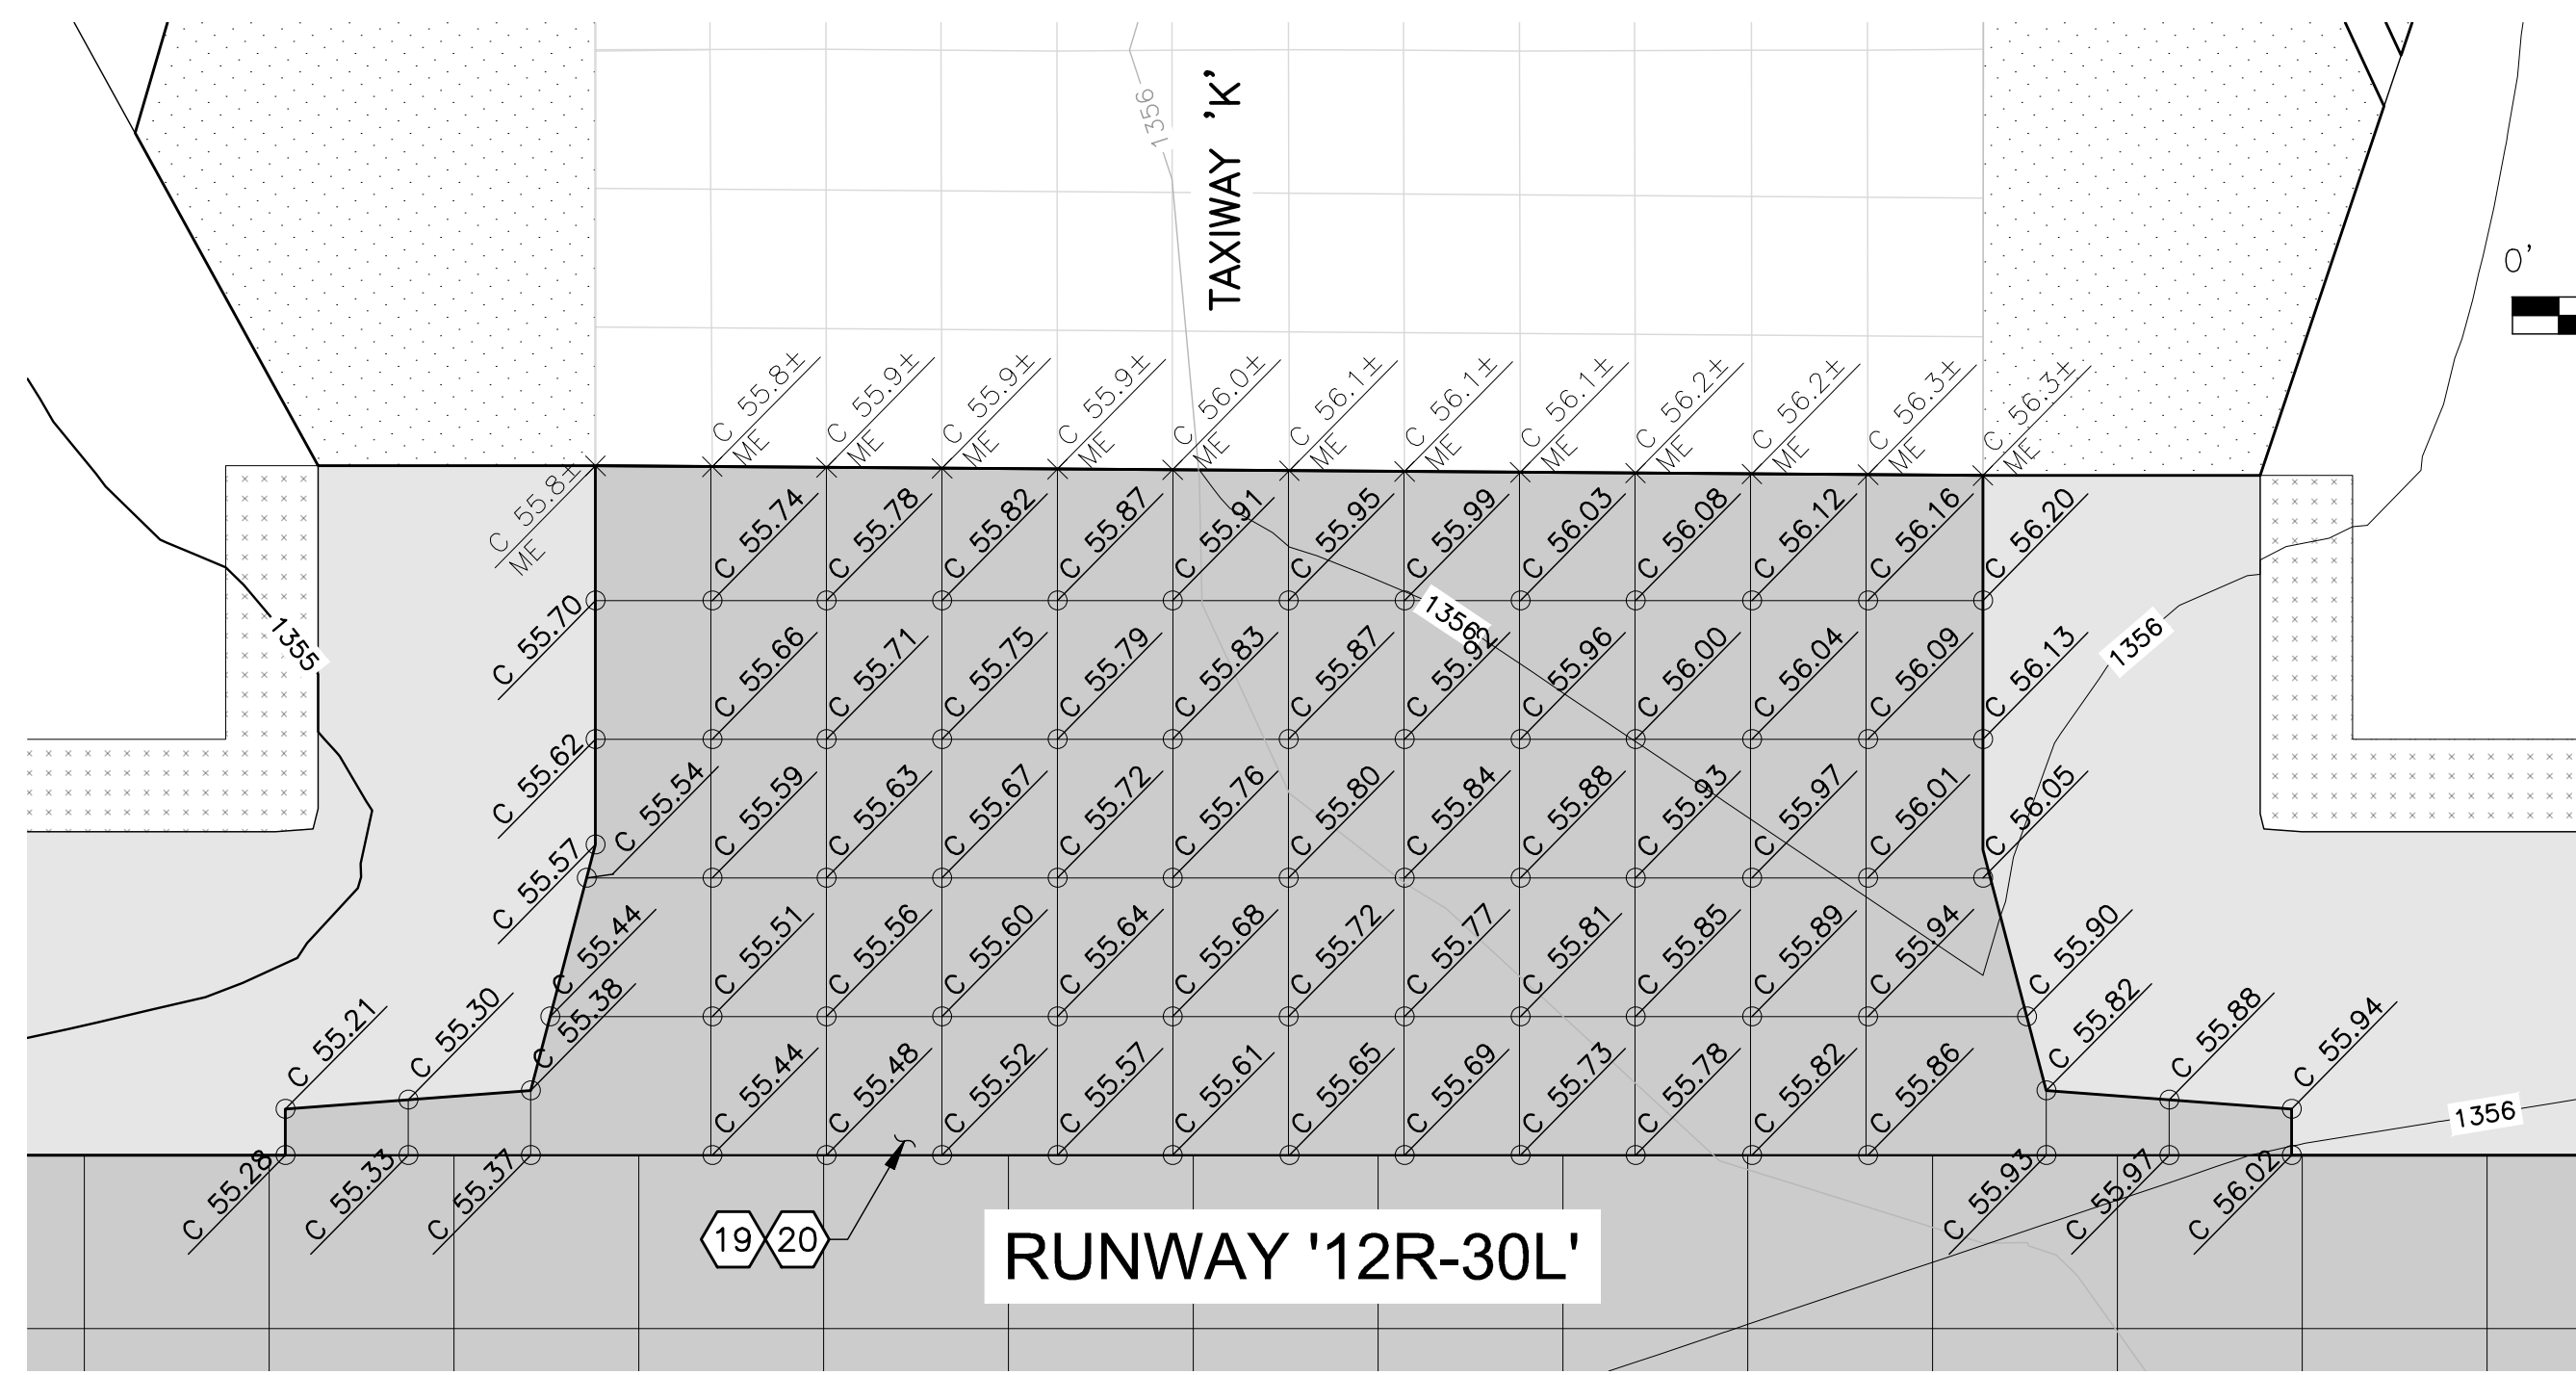 1356
TAXIWAY 'K'
0'
C 55.8±
ME
C 55.8±
ME
C 55.9±
ME
C 55.9±
ME
C 55.9±
ME
C 56.0±
ME
C 56.1±
ME
C 56.1±
ME
C 56.1±
ME
C 56.2±
ME
C 56.2±
ME
C 56.3±
ME
C 56.3±
ME
C 55.70
C 55.74
C 55.78
C 55.82
C 55.87
C 55.91
C 55.95
C 55.99
C 56.03
C 56.08
C 56.12
C 56.16
C 56.20
1355
1356
1356
C 55.62
C 55.66
C 55.71
C 55.75
C 55.79
C 55.83
C 55.87
C 55.92
C 55.96
C 56.00
C 56.04
C 56.09
C 56.13
C 55.57
C 55.54
C 55.59
C 55.63
C 55.67
C 55.72
C 55.76
C 55.80
C 55.84
C 55.88
C 55.93
C 55.97
C 56.01
C 56.05
C 55.44
C 55.51
C 55.56
C 55.60
C 55.64
C 55.68
C 55.72
C 55.77
C 55.81
C 55.85
C 55.89
C 55.94
C 55.90
C 55.21
C 55.30
C 55.38
C 55.82
C 55.88
C 55.94
1356
C 55.28
C 55.33
C 55.37
C 55.44
C 55.48
C 55.52
C 55.57
C 55.61
C 55.65
C 55.69
C 55.73
C 55.78
C 55.82
C 55.86
C 55.93
C 55.97
C 56.02
19 20
RUNWAY '12R-30L'